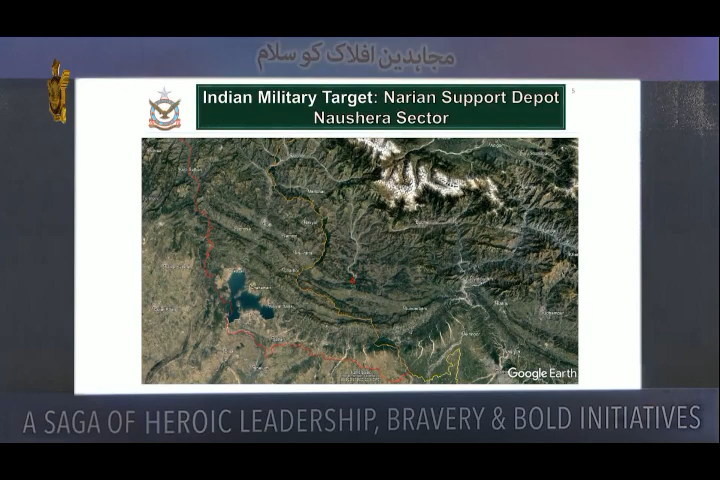 مجاہدین افلاک کو سلام
Indian Military Target: Narian Support Depot
5
Naushera Sector
Google Earth
A SAGA OF HEROIC LEADERSHIP, BRAVERY & BOLD INITIATIVES